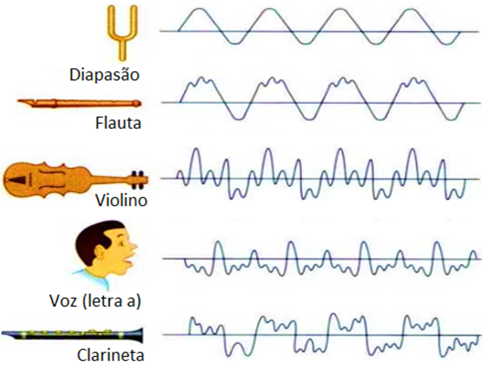 Diapasão
Flauta
Violino
Voz (letra a)
Clarineta